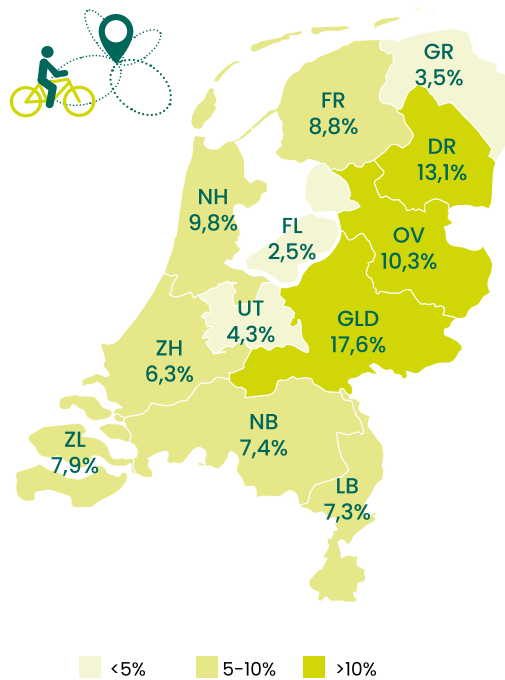 GR
3,5%
FR
8,8%
DR
13,1%
NH
9,8%
FL
2,5%
OV
10,3%
UT
4,3%
GLD
17,6%
ZH
6,3%
NB
7,4%
ZL
7,9%
LB
7,3%
<5%
5-10%
>10%